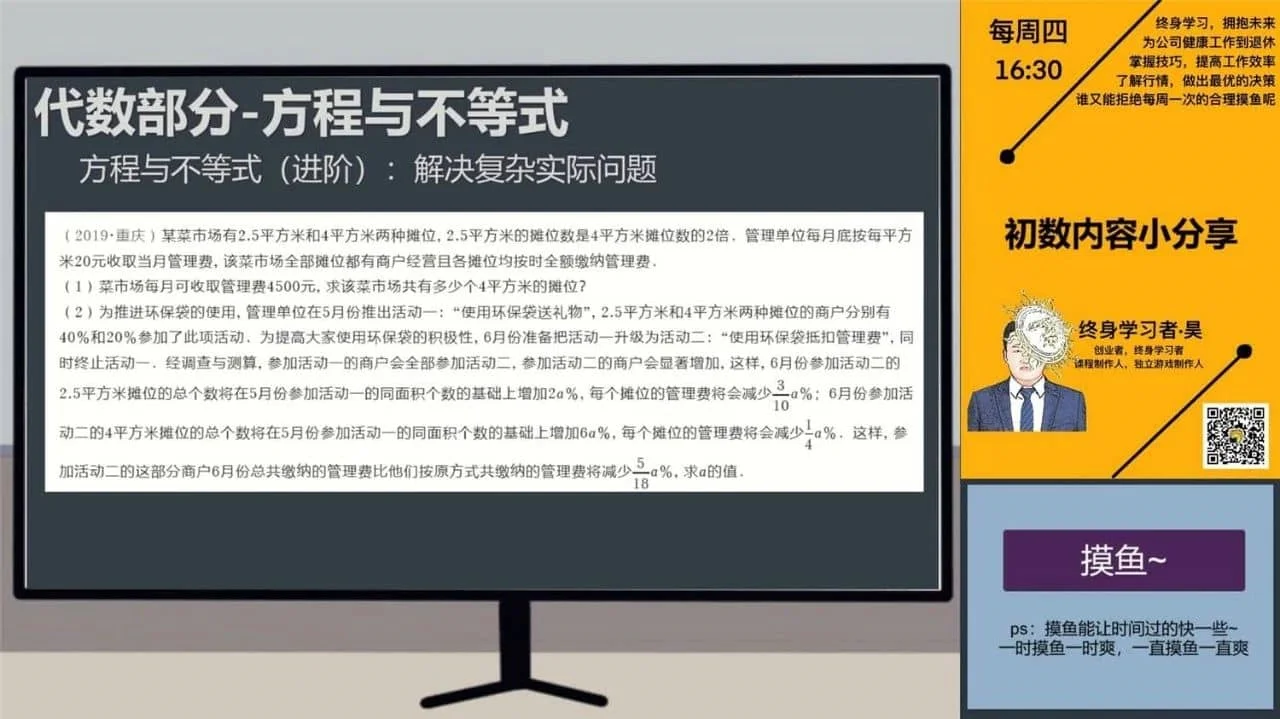 代数部分-方程与不等式
方程与不等式（进阶）：解决复杂实际问题
（2019·重庆）某菜市场有2.5平方米和4平方米两种摊位, 2.5平方米的摊位数是4平方米摊位数的2倍．管理单位每月底按每平方
米20元收取当月管理费, 该菜市场全部摊位都有商户经营且各摊位均按时全额缴纳管理费．
（1）菜市场每月可收取管理费4500元, 求该菜市场共有多少个4平方米的摊位?
（2）为推进环保袋的使用, 管理单位在5月份推出活动一：“使用环保袋送礼物”, 2.5平方米和4平方米两种摊位的商户分别有
40%和20%参加了此项活动．为提高大家使用环保袋的积极性, 6月份准备把活动一升级为活动二：“使用环保袋抵扣管理费”, 同
时终止活动一．经调查与测算, 参加活动一的商户会全部参加活动二, 参加活动二的商户会显著增加, 这样, 6月份参加活动二的
2.5平方米摊位的总个数将在5月份参加活动一的同面积个数的基础上增加2a%, 每个摊位的管理费将会减少3/10 a%；6月份参加活
动二的4平方米摊位的总个数将在5月份参加活动一的同面积个数的基础上增加6a%, 每个摊位的管理费将会减少1/4 a%．这样, 参
加活动二的这部分商户6月份总共缴纳的管理费比他们按原方式共缴纳的管理费将减少5/18 a%, 求a的值．
每周四
16:30
终身学习，拥抱未来
为公司健康工作到退休
掌握技巧，提高工作效率
了解行情，做出最优的决策
谁又能拒绝每周一次的合理摸鱼呢
初数内容小分享
终身学习者·昊
创业者，终身学习者
课程制作人，独立游戏制作人
摸鱼~
ps：摸鱼能让时间过的快一些~
一时摸鱼一时爽，一直摸鱼一直爽